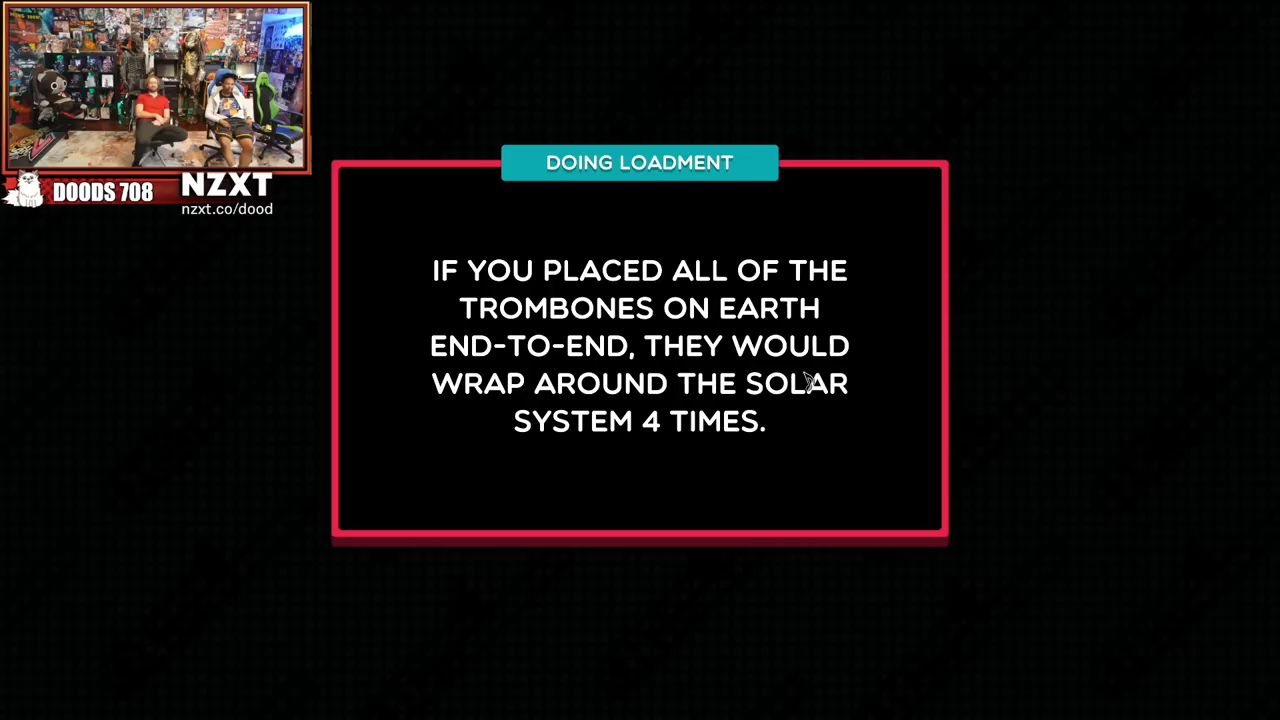 DOODS 708
NZXT
nzxt.co/dood
DOING LOADMENT
IF YOU PLACED ALL OF THE
TROMBONES ON EARTH
END-TO-END, THEY WOULD
WRAP AROUND THE SOLAR
SYSTEM 4 TIMES.